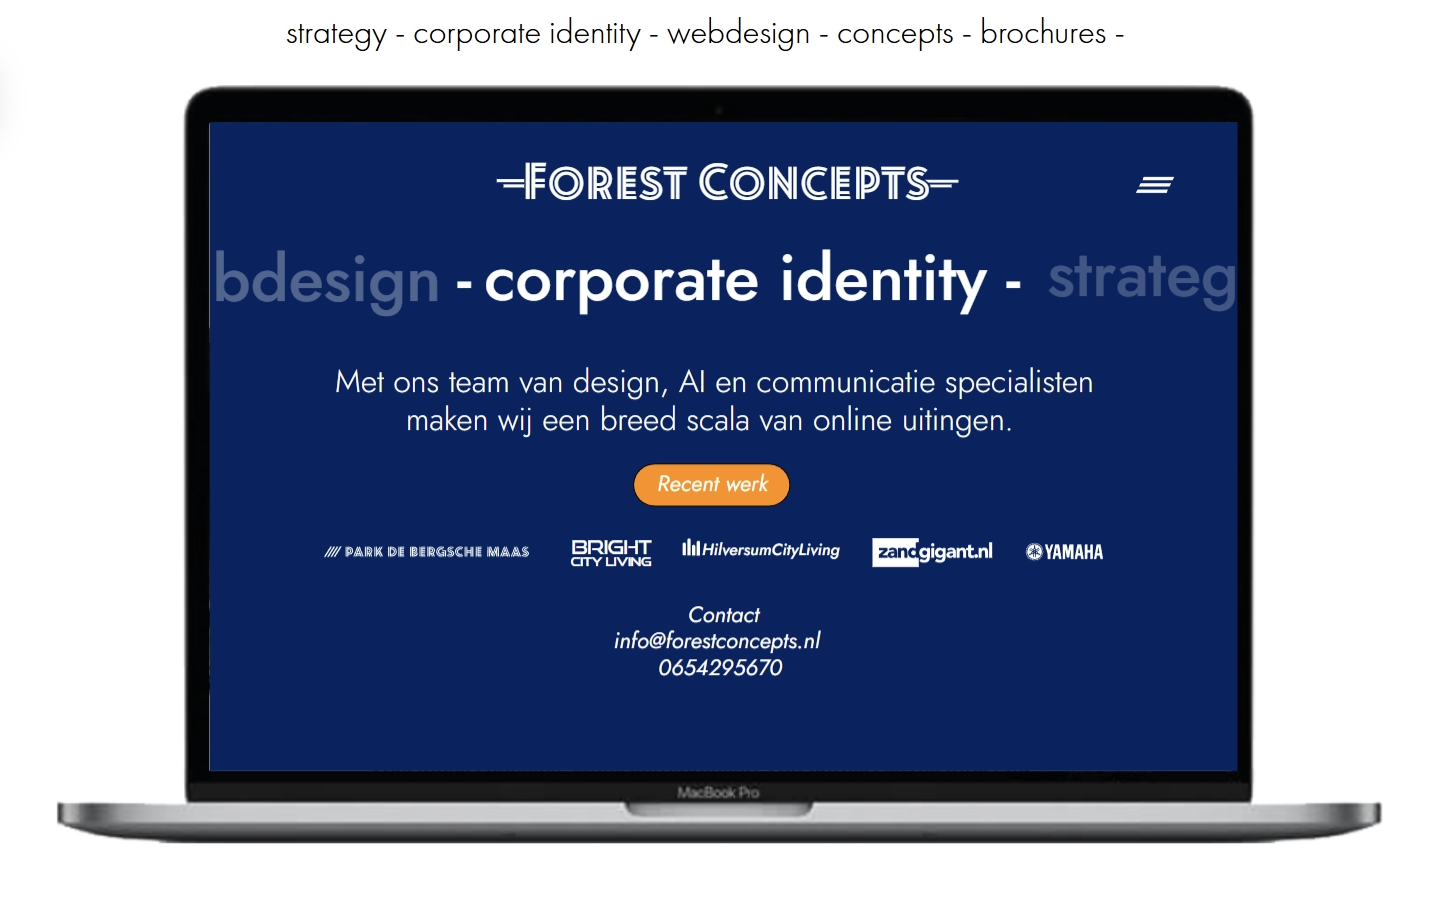 strategy - corporate identity - webdesign - concepts - brochures -
FOREST CONCEPTS
bdesign - corporate identity - strateg
Met ons team van design, AI en communicatie specialisten
maken wij een breed scala van online uitingen.
Recent werk
PARK DE BERGSCHE MAAS BRIGHT CITY LIVING HilversumCityLiving zandgigant.nl YAMAHA
Contact
info@forestconcepts.nl
0654295670
MacBook Pro